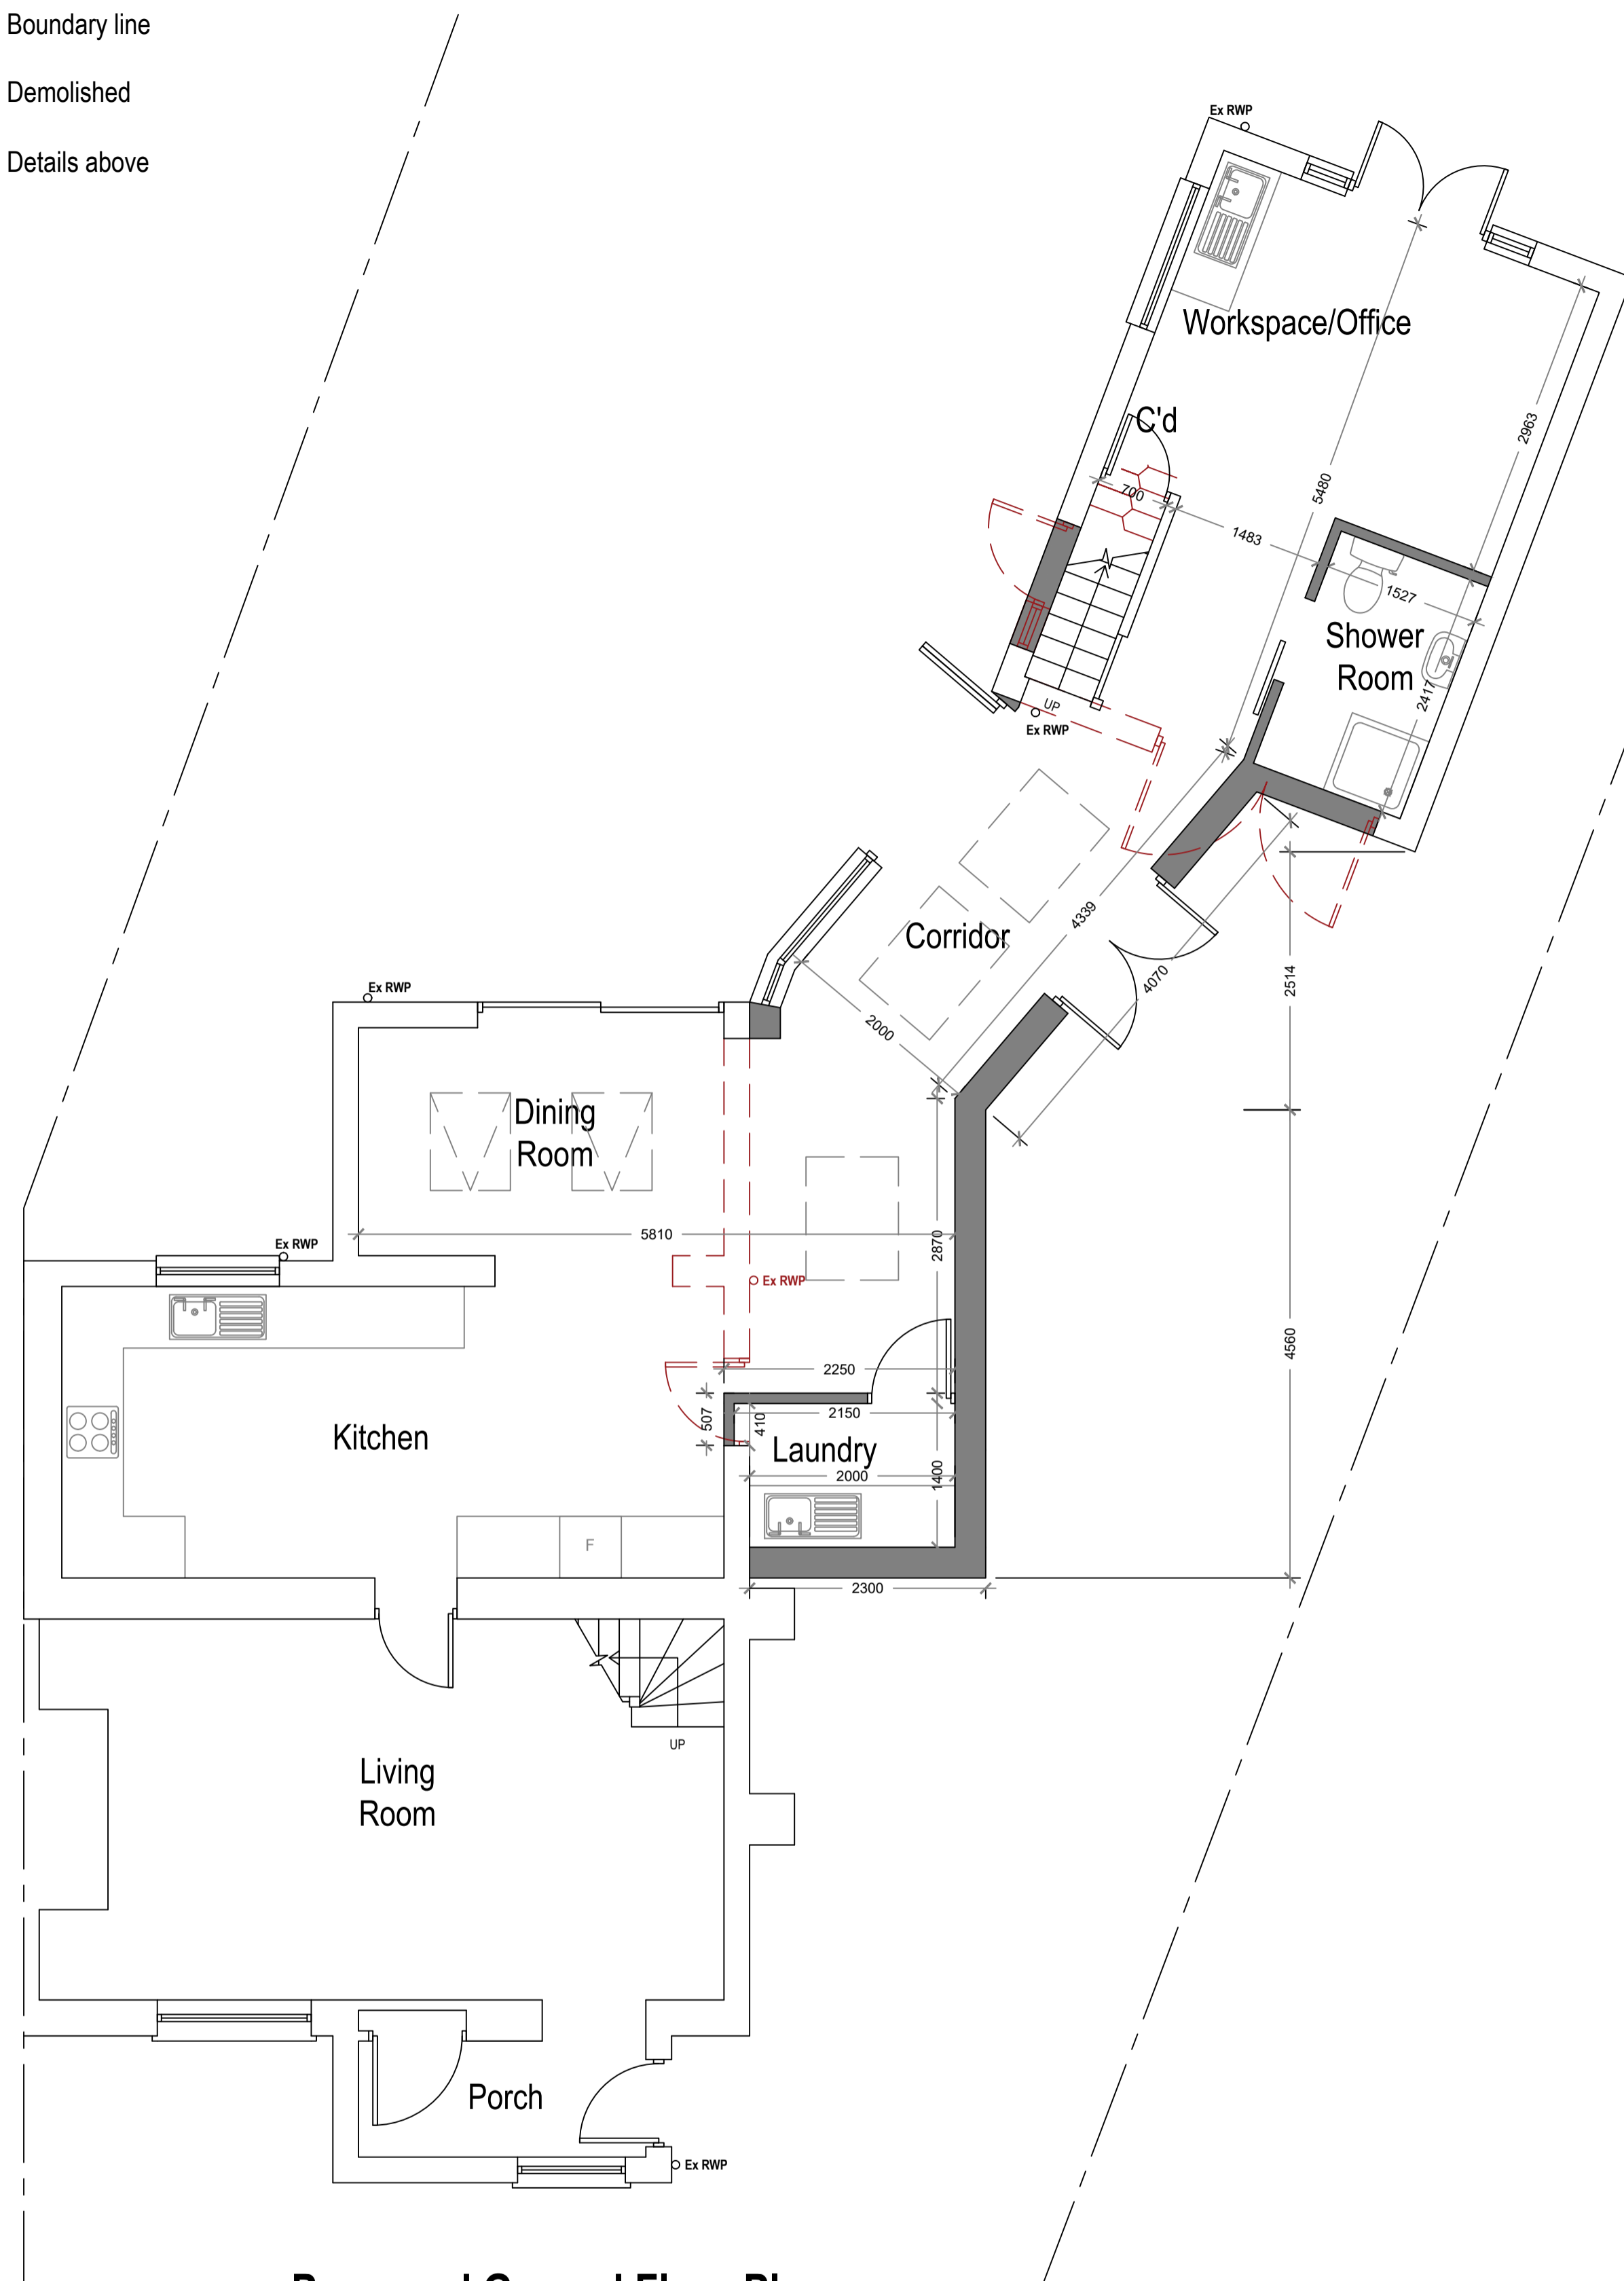 Boundary line
Demolished
Details above
Ex RWP
Workspace/Office
C'd
2963
5480
700
1483
1527
Shower
Room
2417
UP
Ex RWP
Corridor
4339
4070
2514
2000
Ex RWP
Dining
Room
5810
2870
Ex RWP
Ex RWP
4560
2250
507
410
2150
Kitchen
Laundry
2000
1400
F
2300
UP
Living
Room
Porch
Ex RWP